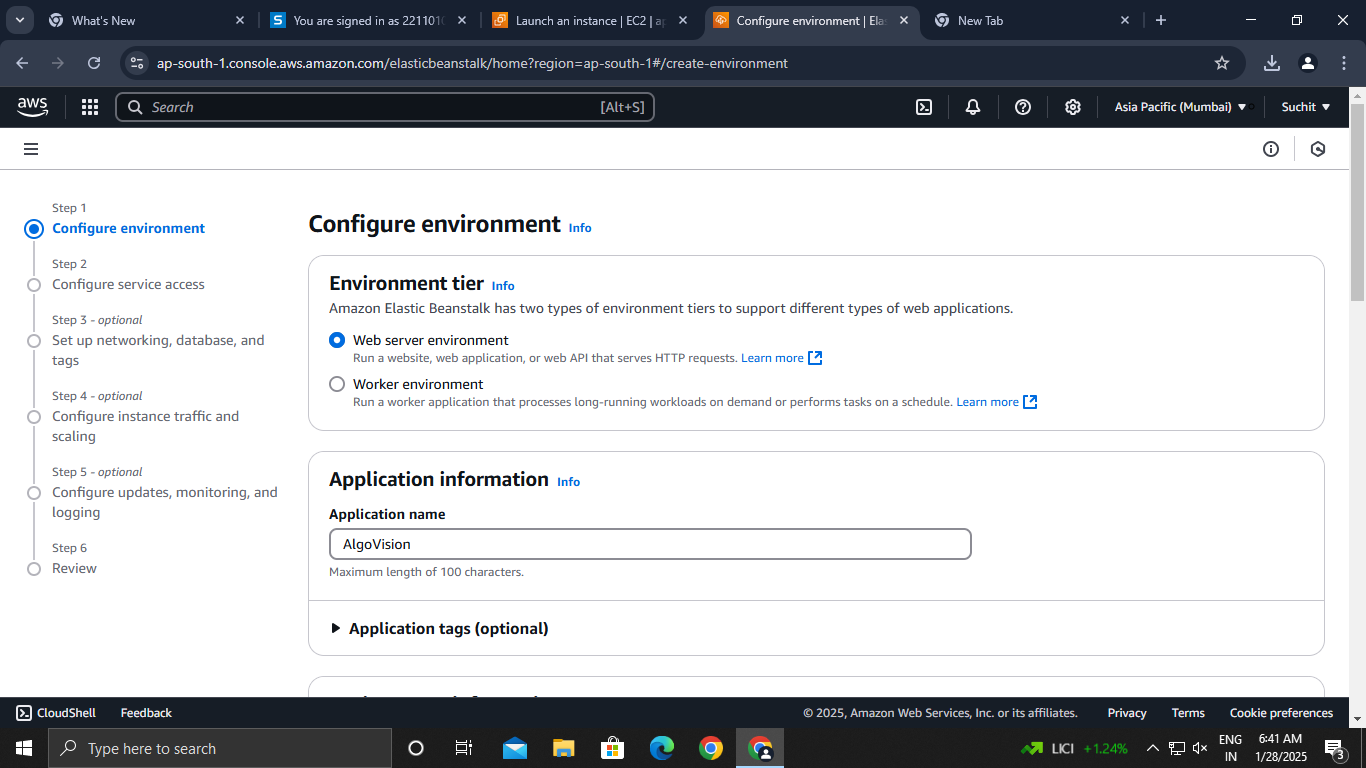 What's New
You are signed in as 221101
Launch an instance | EC2 | ap
Configure environment | Elas
New Tab
ap-south-1.console.aws.amazon.com/elasticbeanstalk/home?region=ap-south-1#/create-environment
aws
Search
[Alt+S]
Asia Pacific (Mumbai)
Suchit
Step 1
Configure environment
Step 2
Configure service access
Step 3 - optional
Set up networking, database, and
tags
Step 4 - optional
Configure instance traffic and
scaling
Step 5 - optional
Configure updates, monitoring, and
logging
Step 6
Review
Configure environment Info
Environment tier Info
Amazon Elastic Beanstalk has two types of environment tiers to support different types of web applications.
Web server environment
Run a website, web application, or web API that serves HTTP requests. Learn more
Worker environment
Run a worker application that processes long-running workloads on demand or performs tasks on a schedule. Learn more
Application information Info
Application name
AlgoVision
Maximum length of 100 characters.
Application tags (optional)
CloudShell
Feedback
© 2025, Amazon Web Services, Inc. or its affiliates.
Privacy
Terms
Cookie preferences
Type here to search
LICI +1.24%
ENG
IN
6:41 AM
1/28/2025
3